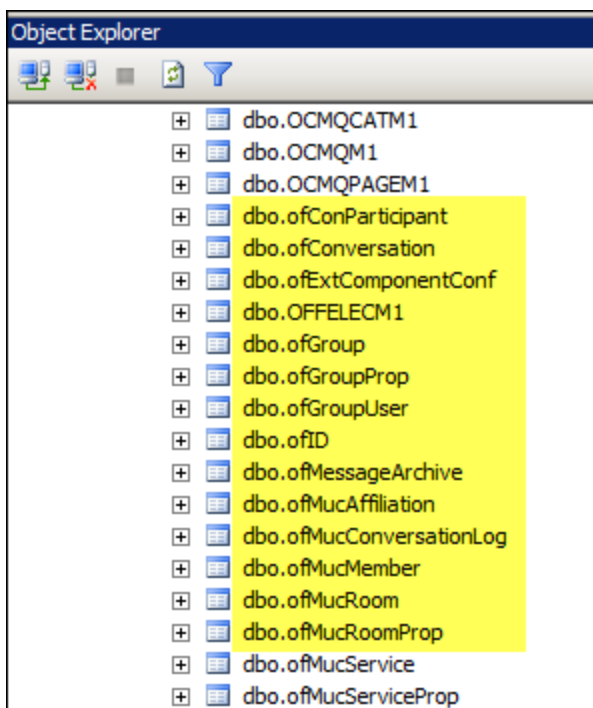 Object Explorer
dbo.OCMQCATM1
dbo.OCMQM1
dbo.OCMQPAGEM1
dbo.ofConParticipant
dbo.ofConversation
dbo.ofExtComponentConf
dbo.OFFELECM1
dbo.ofGroup
dbo.ofGroupProp
dbo.ofGroupUser
dbo.ofID
dbo.ofMessageArchive
dbo.ofMucAffiliation
dbo.ofMucConversationLog
dbo.ofMucMember
dbo.ofMucRoom
dbo.ofMucRoomProp
dbo.ofMucService
dbo.ofMucServiceProp